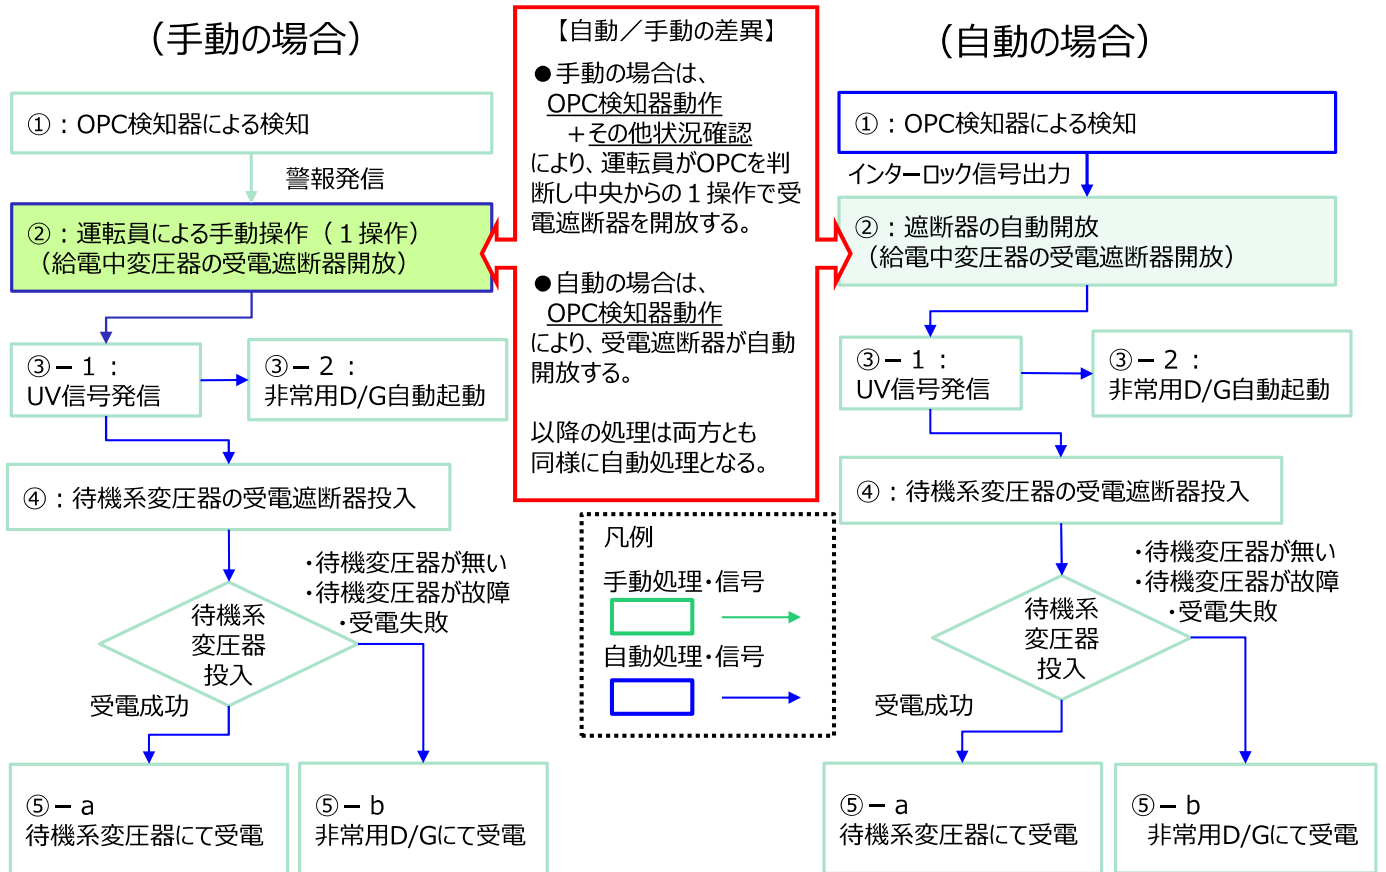 （手動の場合）
①：OPC検知器による検知
警報発信
②：運転員による手動操作（１操作）
（給電中変圧器の受電遮断器開放）
③－１：
UV信号発信
③－２：
非常用D/G自動起動
④：待機系変圧器の受電遮断器投入
・待機変圧器が無い
・待機変圧器が故障
・受電失敗
待機系
変圧器
投入
受電成功
⑤－a
待機系変圧器にて受電
⑤－b
非常用D/Gにて受電
【自動／手動の差異】
●手動の場合は、
OPC検知器動作
＋その他状況確認
により、運転員がOPCを判
断し中央からの１操作で受
電遮断器を開放する。
●自動の場合は、
OPC検知器動作
により、受電遮断器が自動
開放する。
以降の処理は両方とも
同様に自動処理となる。
凡例
手動処理・信号
自動処理・信号
（自動の場合）
①：OPC検知器による検知
インターロック信号出力
②：遮断器の自動開放
（給電中変圧器の受電遮断器開放）
③－１：
UV信号発信
③－２：
非常用D/G自動起動
④：待機系変圧器の受電遮断器投入
・待機変圧器が無い
・待機変圧器が故障
・受電失敗
待機系
変圧器
投入
受電成功
⑤－a
待機系変圧器にて受電
⑤－b
非常用D/Gにて受電